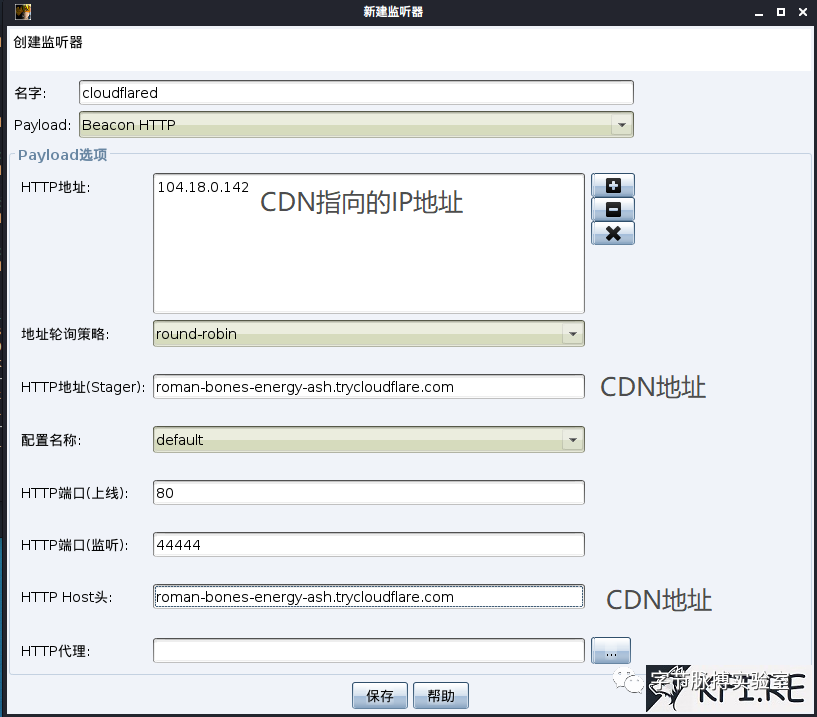 新建监听器
创建监听器
名字: cloudflared
Payload: Beacon HTTP
Payload选项
HTTP地址: 104.18.0.142 CDN指向的IP地址
地址轮询策略: round-robin
HTTP地址(Stager): roman-bones-energy-ash.trycloudflare.com CDN地址
配置名称: default
HTTP端口(上线): 80
HTTP端口(监听): 44444
HTTP Host头: roman-bones-energy-ash.trycloudflare.com CDN地址
HTTP代理: ...
字节脉搏实验室
保存 帮助